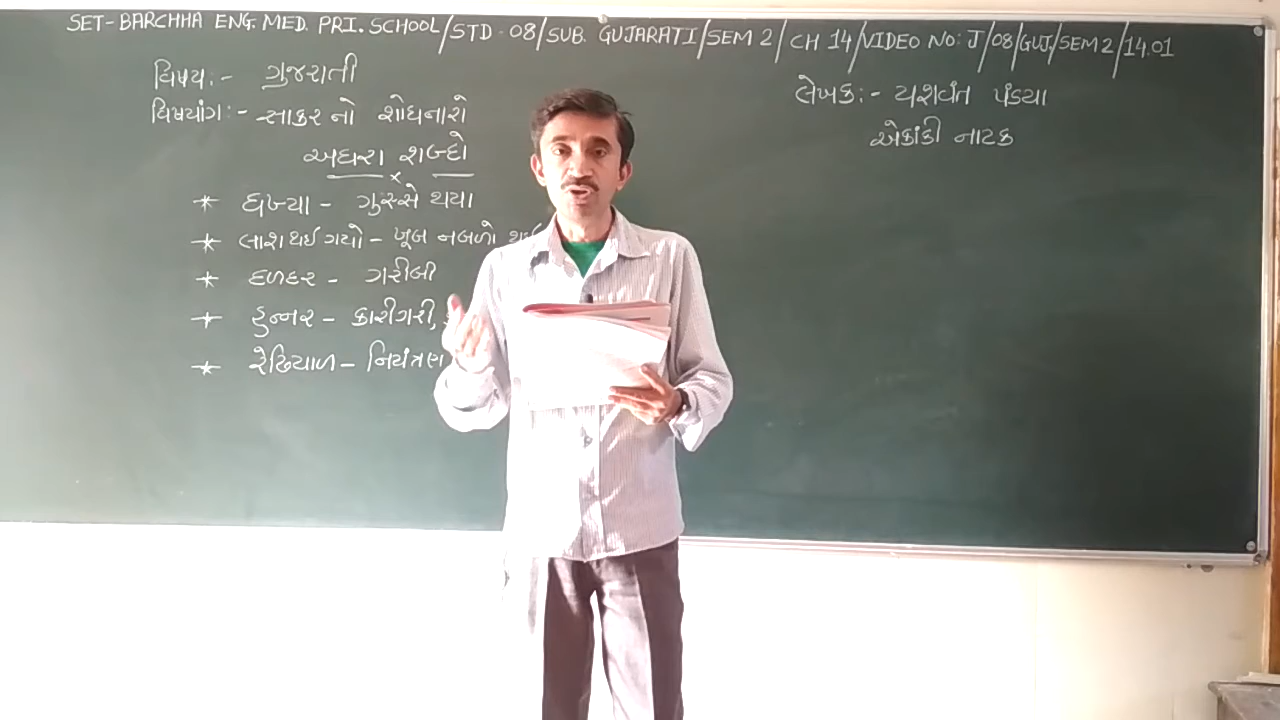 SET-BARCHHA ENG. MED. PRI. SCHOOL/STD-08/SUB. GUJARATI/SEM 2/ CH 14/VIDEO NO: J/08/GUJ/SEM2/14.01
વિષય:- ગુજરાતી
વિષયાંગ:- સાકર નો શોધનારો
અઘરા શબ્દો
x
* ધખ્યા - ગુસ્સે થયા
* લાશ થઈ ગયો - ખૂબ નબળો
* દળદર - ગરીબી
* હુન્નર - કારીગરી,
* રેઢિયાળ - નિયંત્રણ
લેખક:- યશવંત પંડ્યા
એકાંકી નાટક